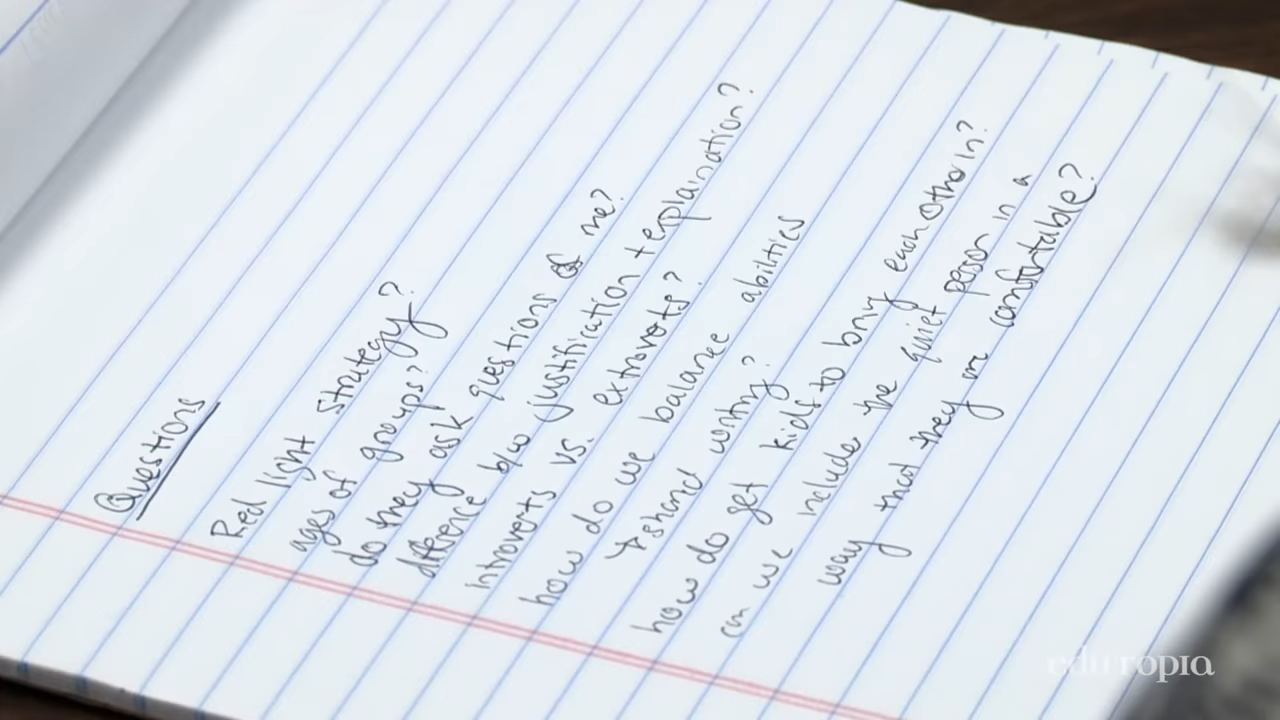 Questions
Red light strategy?
ages of groups?
do they ask questions of me?
difference b/w justification + explaination?
introverts vs. extroverts?
how do we balance abilities
↳ shared writing?
how do get kids to bring each other in?
can we include the quiet person in a
way that they are comfortable?
edutopia